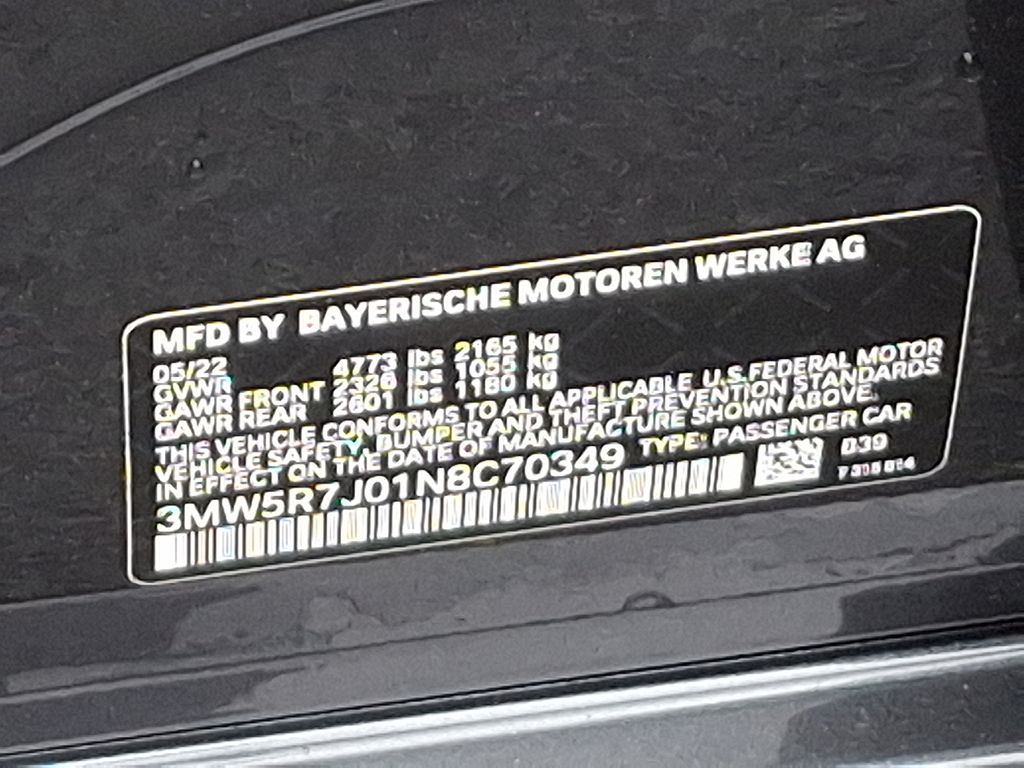 MFD BY BAYERISCHE MOTOREN WERKE AG
05/22
GVWR 4773 lbs 2165 kg
GAWR FRONT 2326 lbs 1055 kg
GAWR REAR 2601 lbs 1180 kg
THIS VEHICLE CONFORMS TO ALL APPLICABLE U.S. FEDERAL MOTOR
VEHICLE SAFETY, BUMPER AND THEFT PREVENTION STANDARDS
IN EFFECT ON THE DATE OF MANUFACTURE SHOWN ABOVE.
3MW5R7J01N8C70349 TYPE: PASSENGER CAR
039